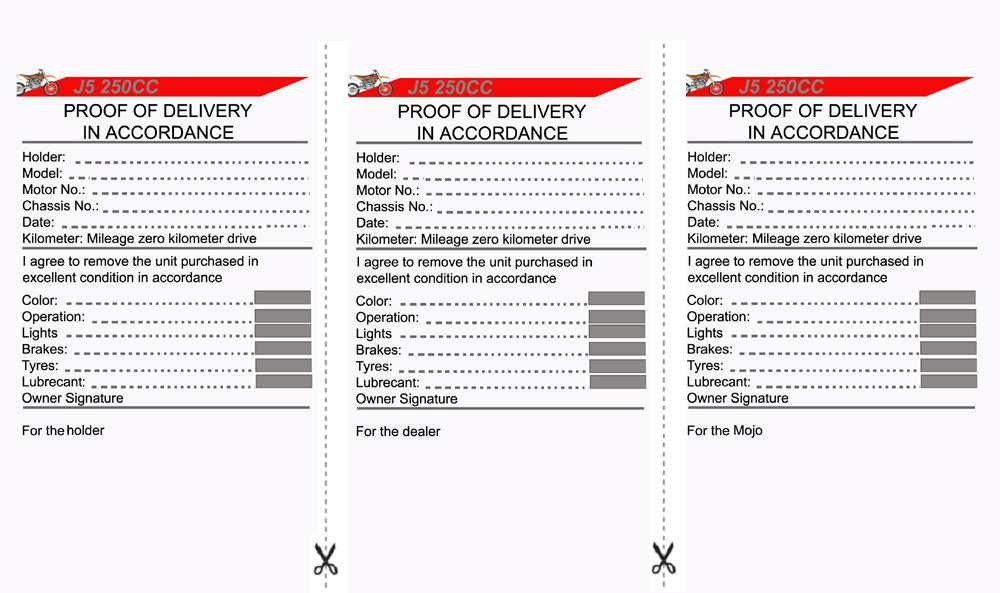 J5 250CC
PROOF OF DELIVERY
IN ACCORDANCE
Holder:
Model:
Motor No.:
Chassis No.:
Date:
Kilometer: Mileage zero kilometer drive
I agree to remove the unit purchased in
excellent condition in accordance
Color:
Operation:
Lights
Brakes:
Tyres:
Lubrecant:
Owner Signature
For the holder
J5 250CC
PROOF OF DELIVERY
IN ACCORDANCE
Holder:
Model:
Motor No.:
Chassis No.:
Date:
Kilometer: Mileage zero kilometer drive
I agree to remove the unit purchased in
excellent condition in accordance
Color:
Operation:
Lights
Brakes:
Tyres:
Lubrecant:
Owner Signature
For the dealer
J5 250CC
PROOF OF DELIVERY
IN ACCORDANCE
Holder:
Model:
Motor No.:
Chassis No.:
Date:
Kilometer: Mileage zero kilometer drive
I agree to remove the unit purchased in
excellent condition in accordance
Color:
Operation:
Lights
Brakes:
Tyres:
Lubrecant:
Owner Signature
For the Mojo